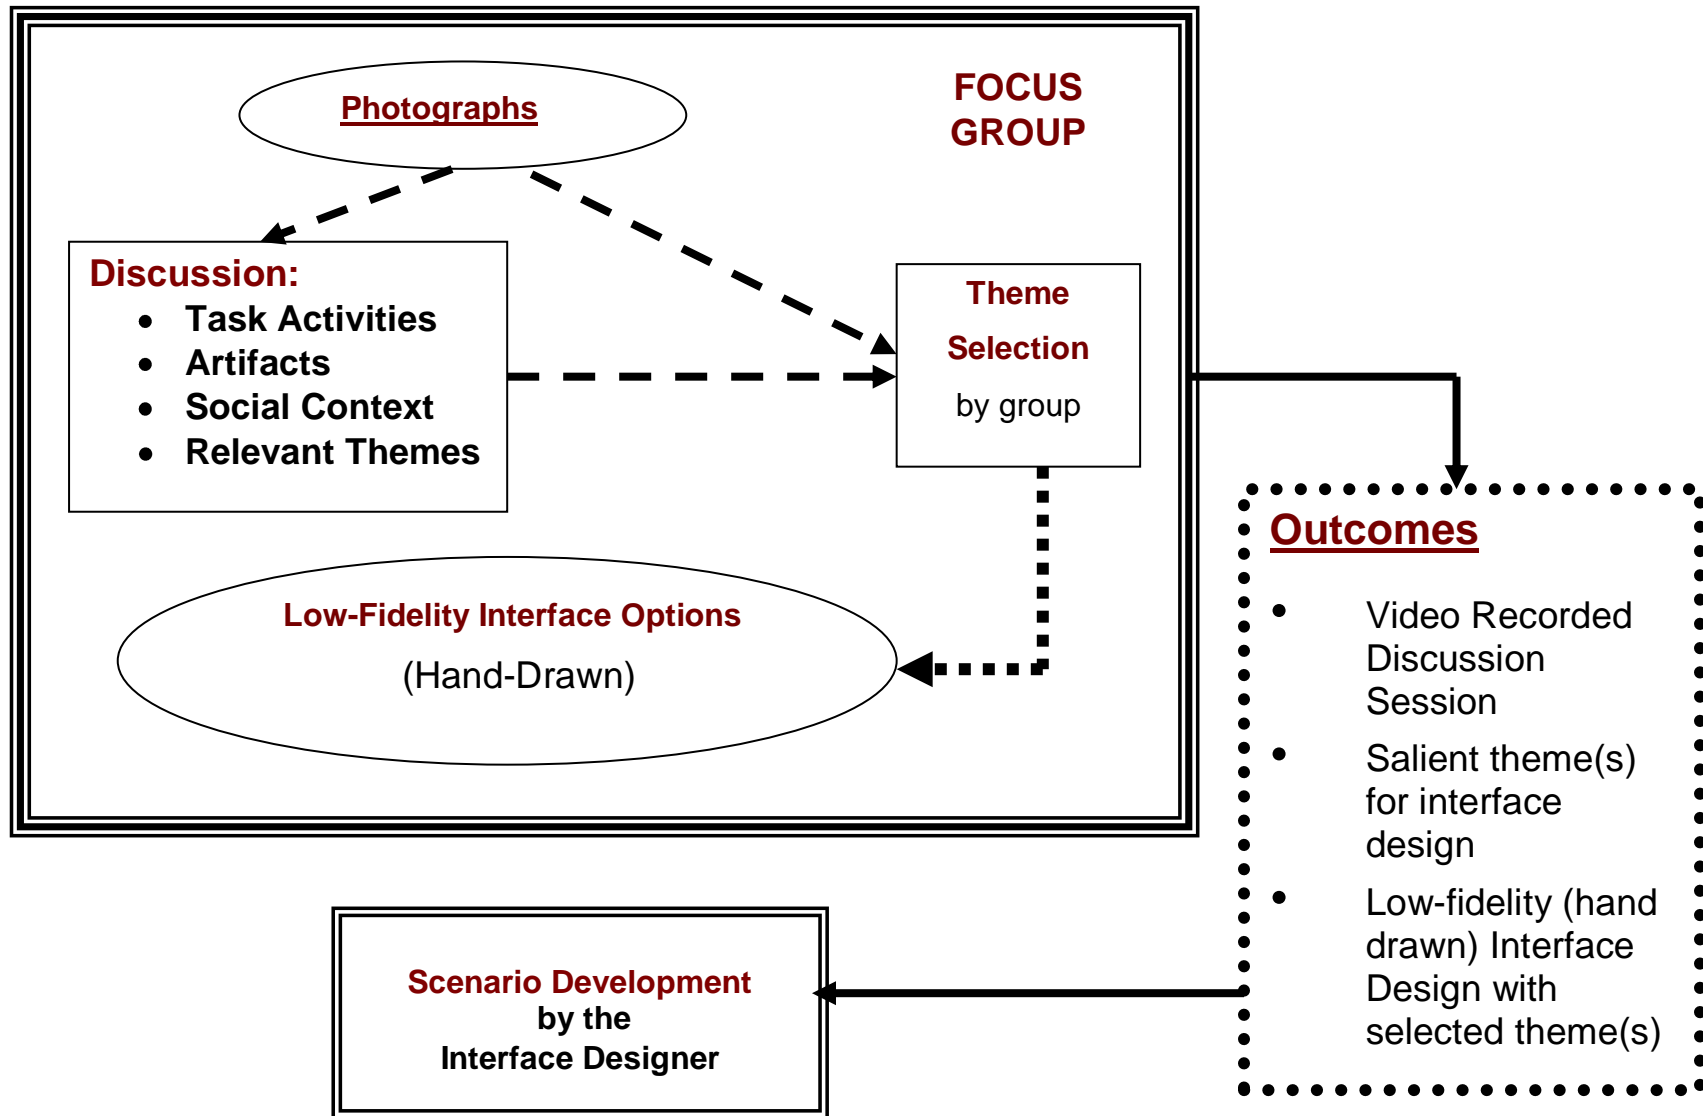 Photographs
FOCUS
GROUP
Discussion:
• Task Activities
• Artifacts
• Social Context
• Relevant Themes
Theme
Selection
by group
Low-Fidelity Interface Options
(Hand-Drawn)
Outcomes
• Video Recorded
Discussion
Session
• Salient theme(s)
for interface
design
• Low-fidelity (hand
drawn) Interface
Design with
selected theme(s)
Scenario Development
by the
Interface Designer